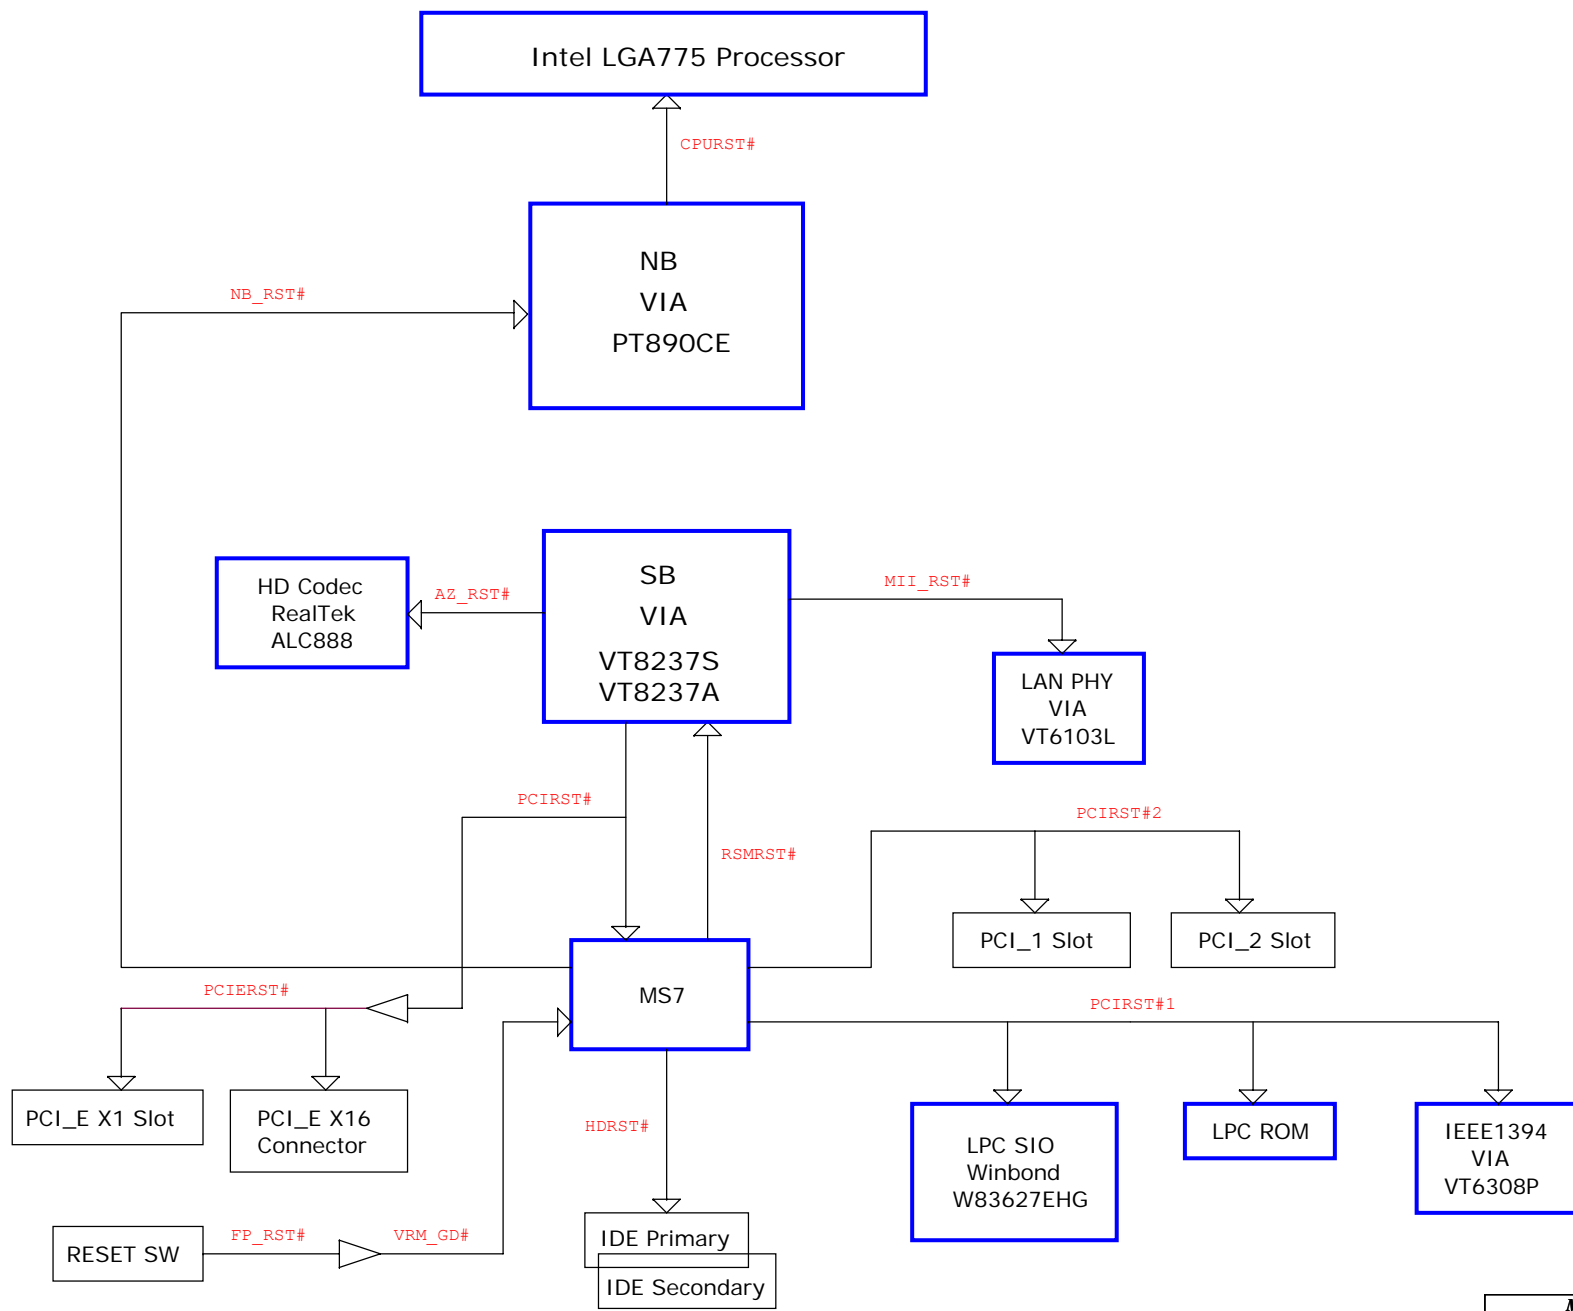 Intel LGA775 Processor
CPURST#
NB
VIA
PT890CE
NB_RST#
SB
VIA
VT8237S
VT8237A
HD Codec
RealTek
ALC888
AZ_RST#
MII_RST#
LAN PHY
VIA
VT6103L
PCIRST#
RSMRST#
PCIRST#2
PCI_1 Slot
PCI_2 Slot
MS7
PCIERST#
PCIRST#1
PCI_E X1 Slot
PCI_E X16
Connector
HDRST#
LPC SIO
Winbond
W83627EHG
LPC ROM
IEEE1394
VIA
VT6308P
RESET SW
FP_RST#
VRM_GD#
IDE Primary
IDE Secondary